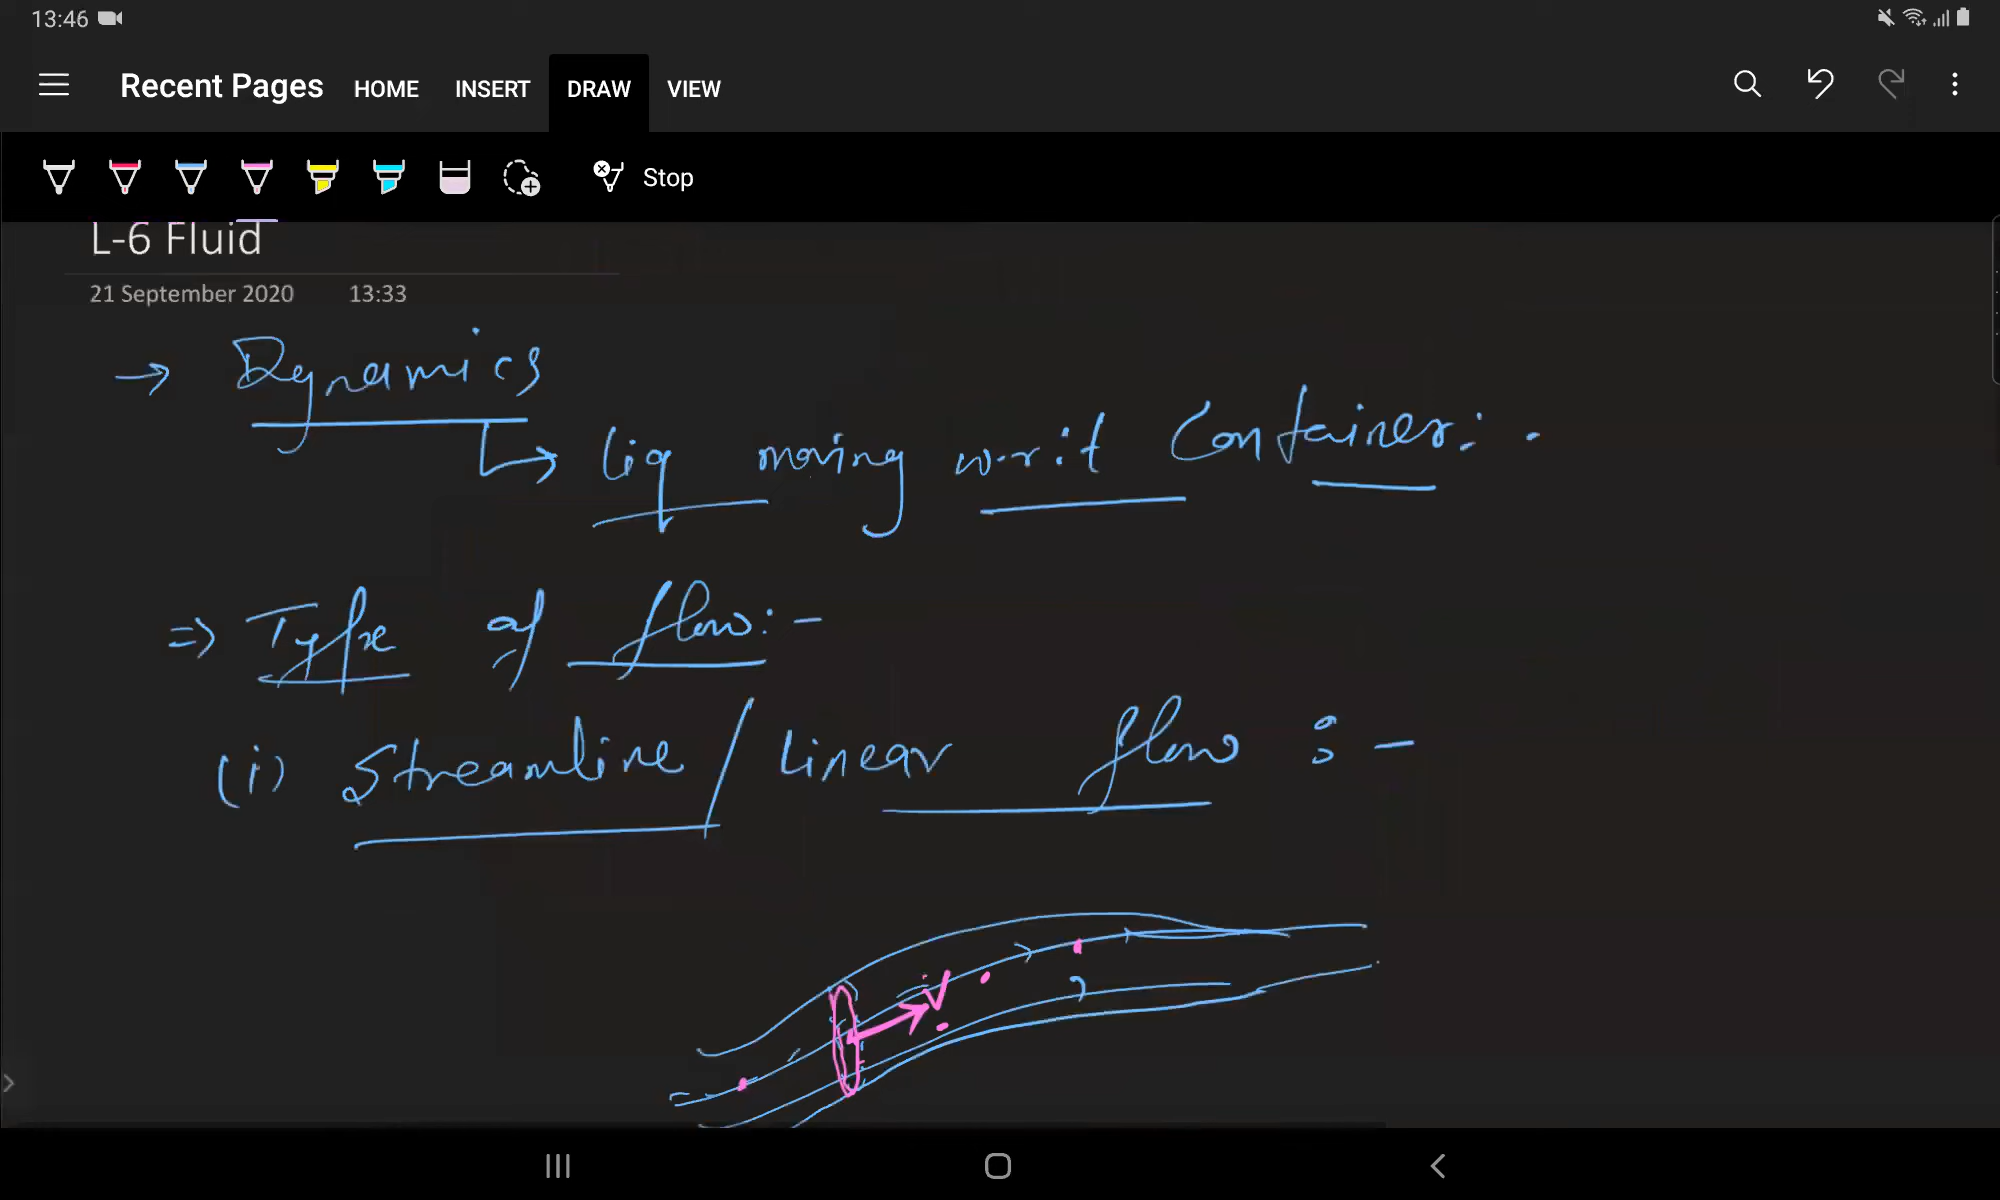 13:46
Recent Pages HOME INSERT DRAW VIEW
Stop
L-6 Fluid
21 September 2020 13:33
→ Dynamics
↳ liq moving w.r.t Container:-
⇒ Type of flow:-
(i) Streamline / Linear flow :-
V